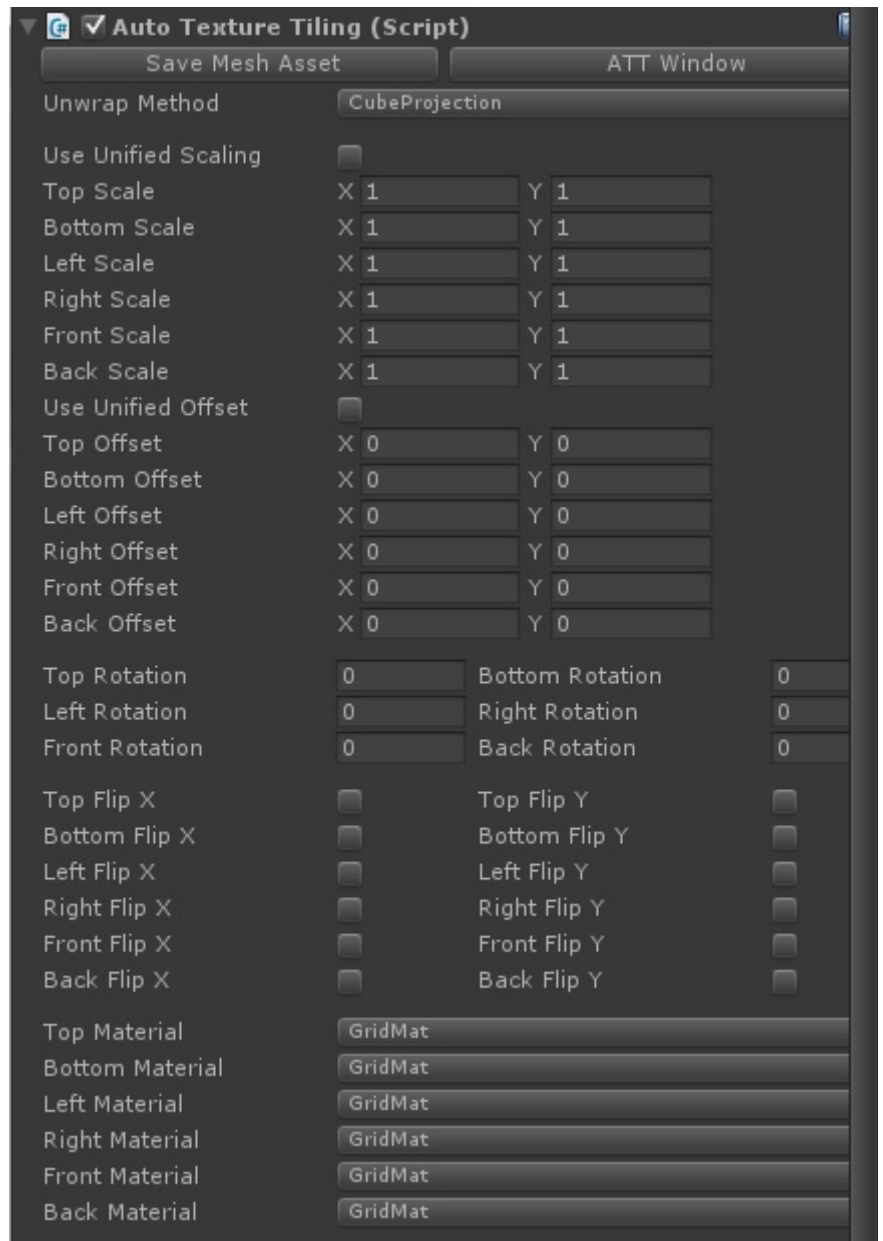 Auto Texture Tiling (Script)
Save Mesh Asset ATT Window
Unwrap Method CubeProjection
Use Unified Scaling
Top Scale X 1 Y 1
Bottom Scale X 1 Y 1
Left Scale X 1 Y 1
Right Scale X 1 Y 1
Front Scale X 1 Y 1
Back Scale X 1 Y 1
Use Unified Offset
Top Offset X 0 Y 0
Bottom Offset X 0 Y 0
Left Offset X 0 Y 0
Right Offset X 0 Y 0
Front Offset X 0 Y 0
Back Offset X 0 Y 0
Top Rotation 0 Bottom Rotation 0
Left Rotation 0 Right Rotation 0
Front Rotation 0 Back Rotation 0
Top Flip X Top Flip Y
Bottom Flip X Bottom Flip Y
Left Flip X Left Flip Y
Right Flip X Right Flip Y
Front Flip X Front Flip Y
Back Flip X Back Flip Y
Top Material GridMat
Bottom Material GridMat
Left Material GridMat
Right Material GridMat
Front Material GridMat
Back Material GridMat